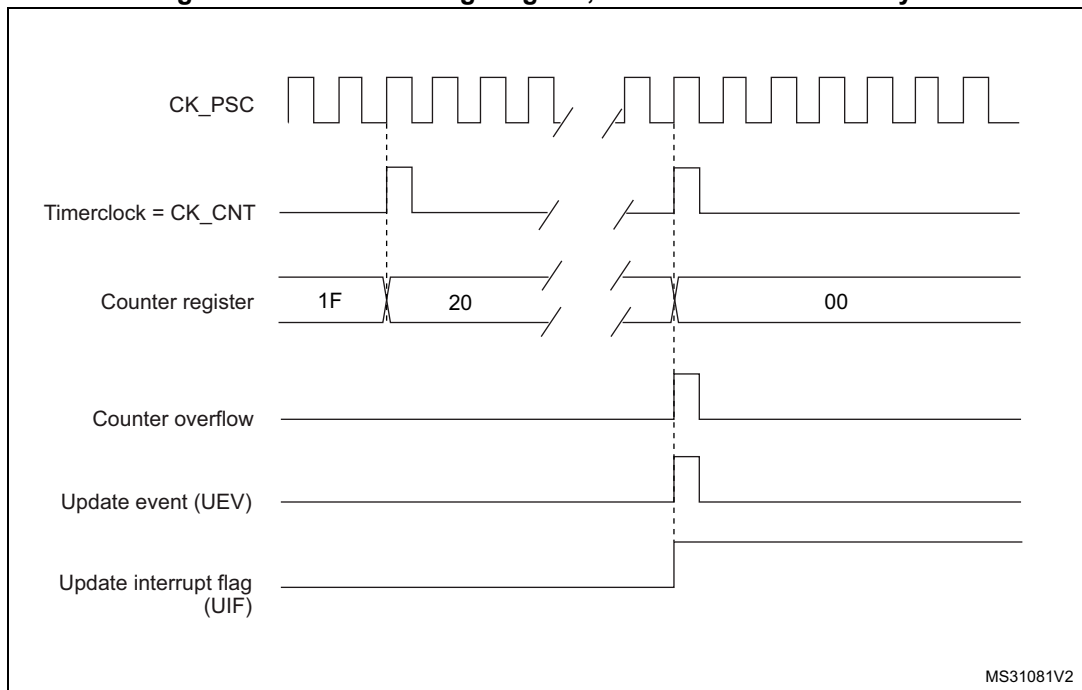 CK_PSC
Timerclock = CK_CNT
Counter register
1F
20
00
Counter overflow
Update event (UEV)
Update interrupt flag
(UIF)
MS31081V2